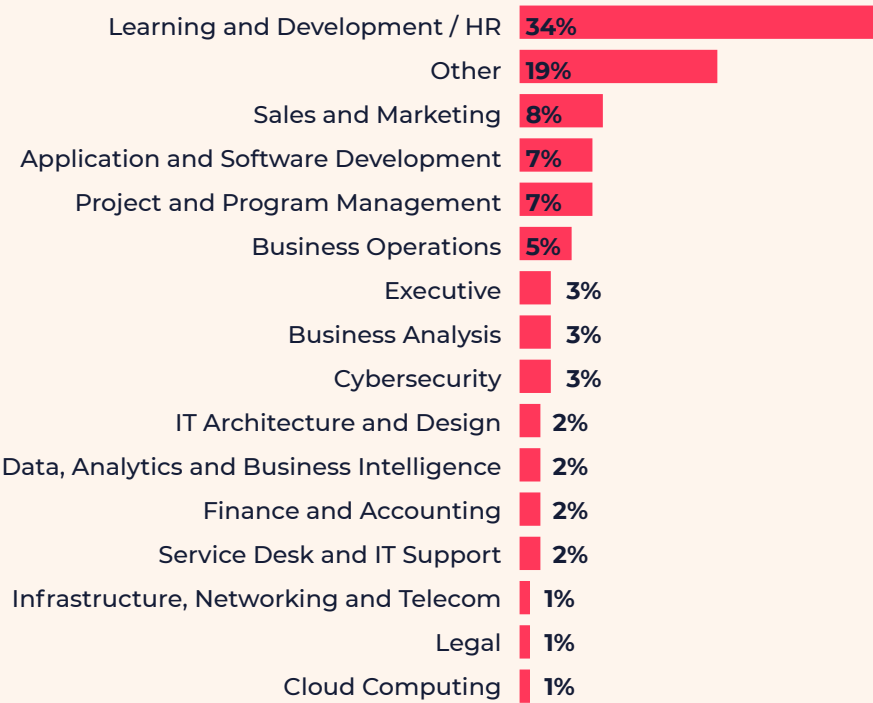 Learning and Development / HR 34%
Other 19%
Sales and Marketing 8%
Application and Software Development 7%
Project and Program Management 7%
Business Operations 5%
Executive 3%
Business Analysis 3%
Cybersecurity 3%
IT Architecture and Design 2%
Data, Analytics and Business Intelligence 2%
Finance and Accounting 2%
Service Desk and IT Support 2%
Infrastructure, Networking and Telecom 1%
Legal 1%
Cloud Computing 1%